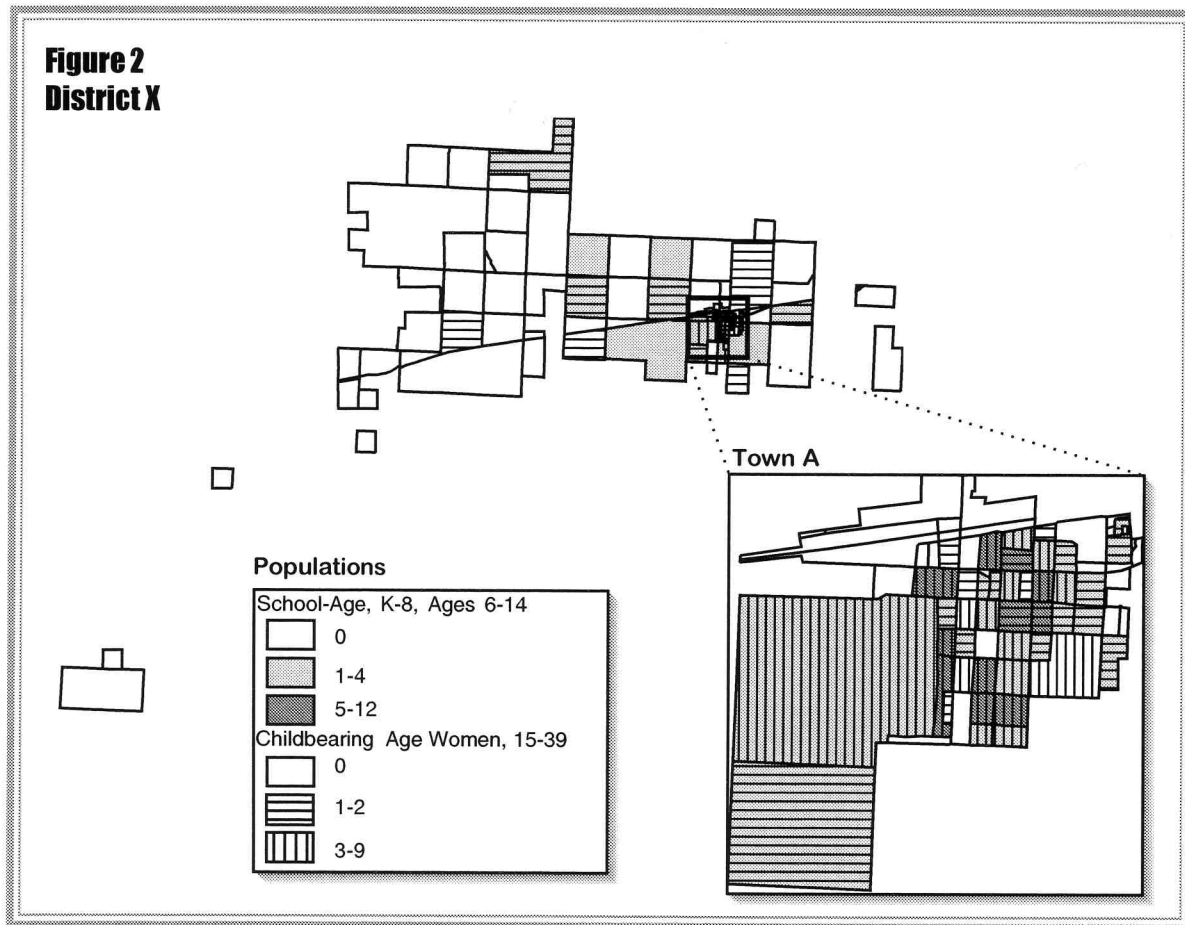 Figure 2
District X
Town A
Populations
School-Age, K-8, Ages 6-14
0
1-4
5-12
Childbearing Age Women, 15-39
0
1-2
3-9